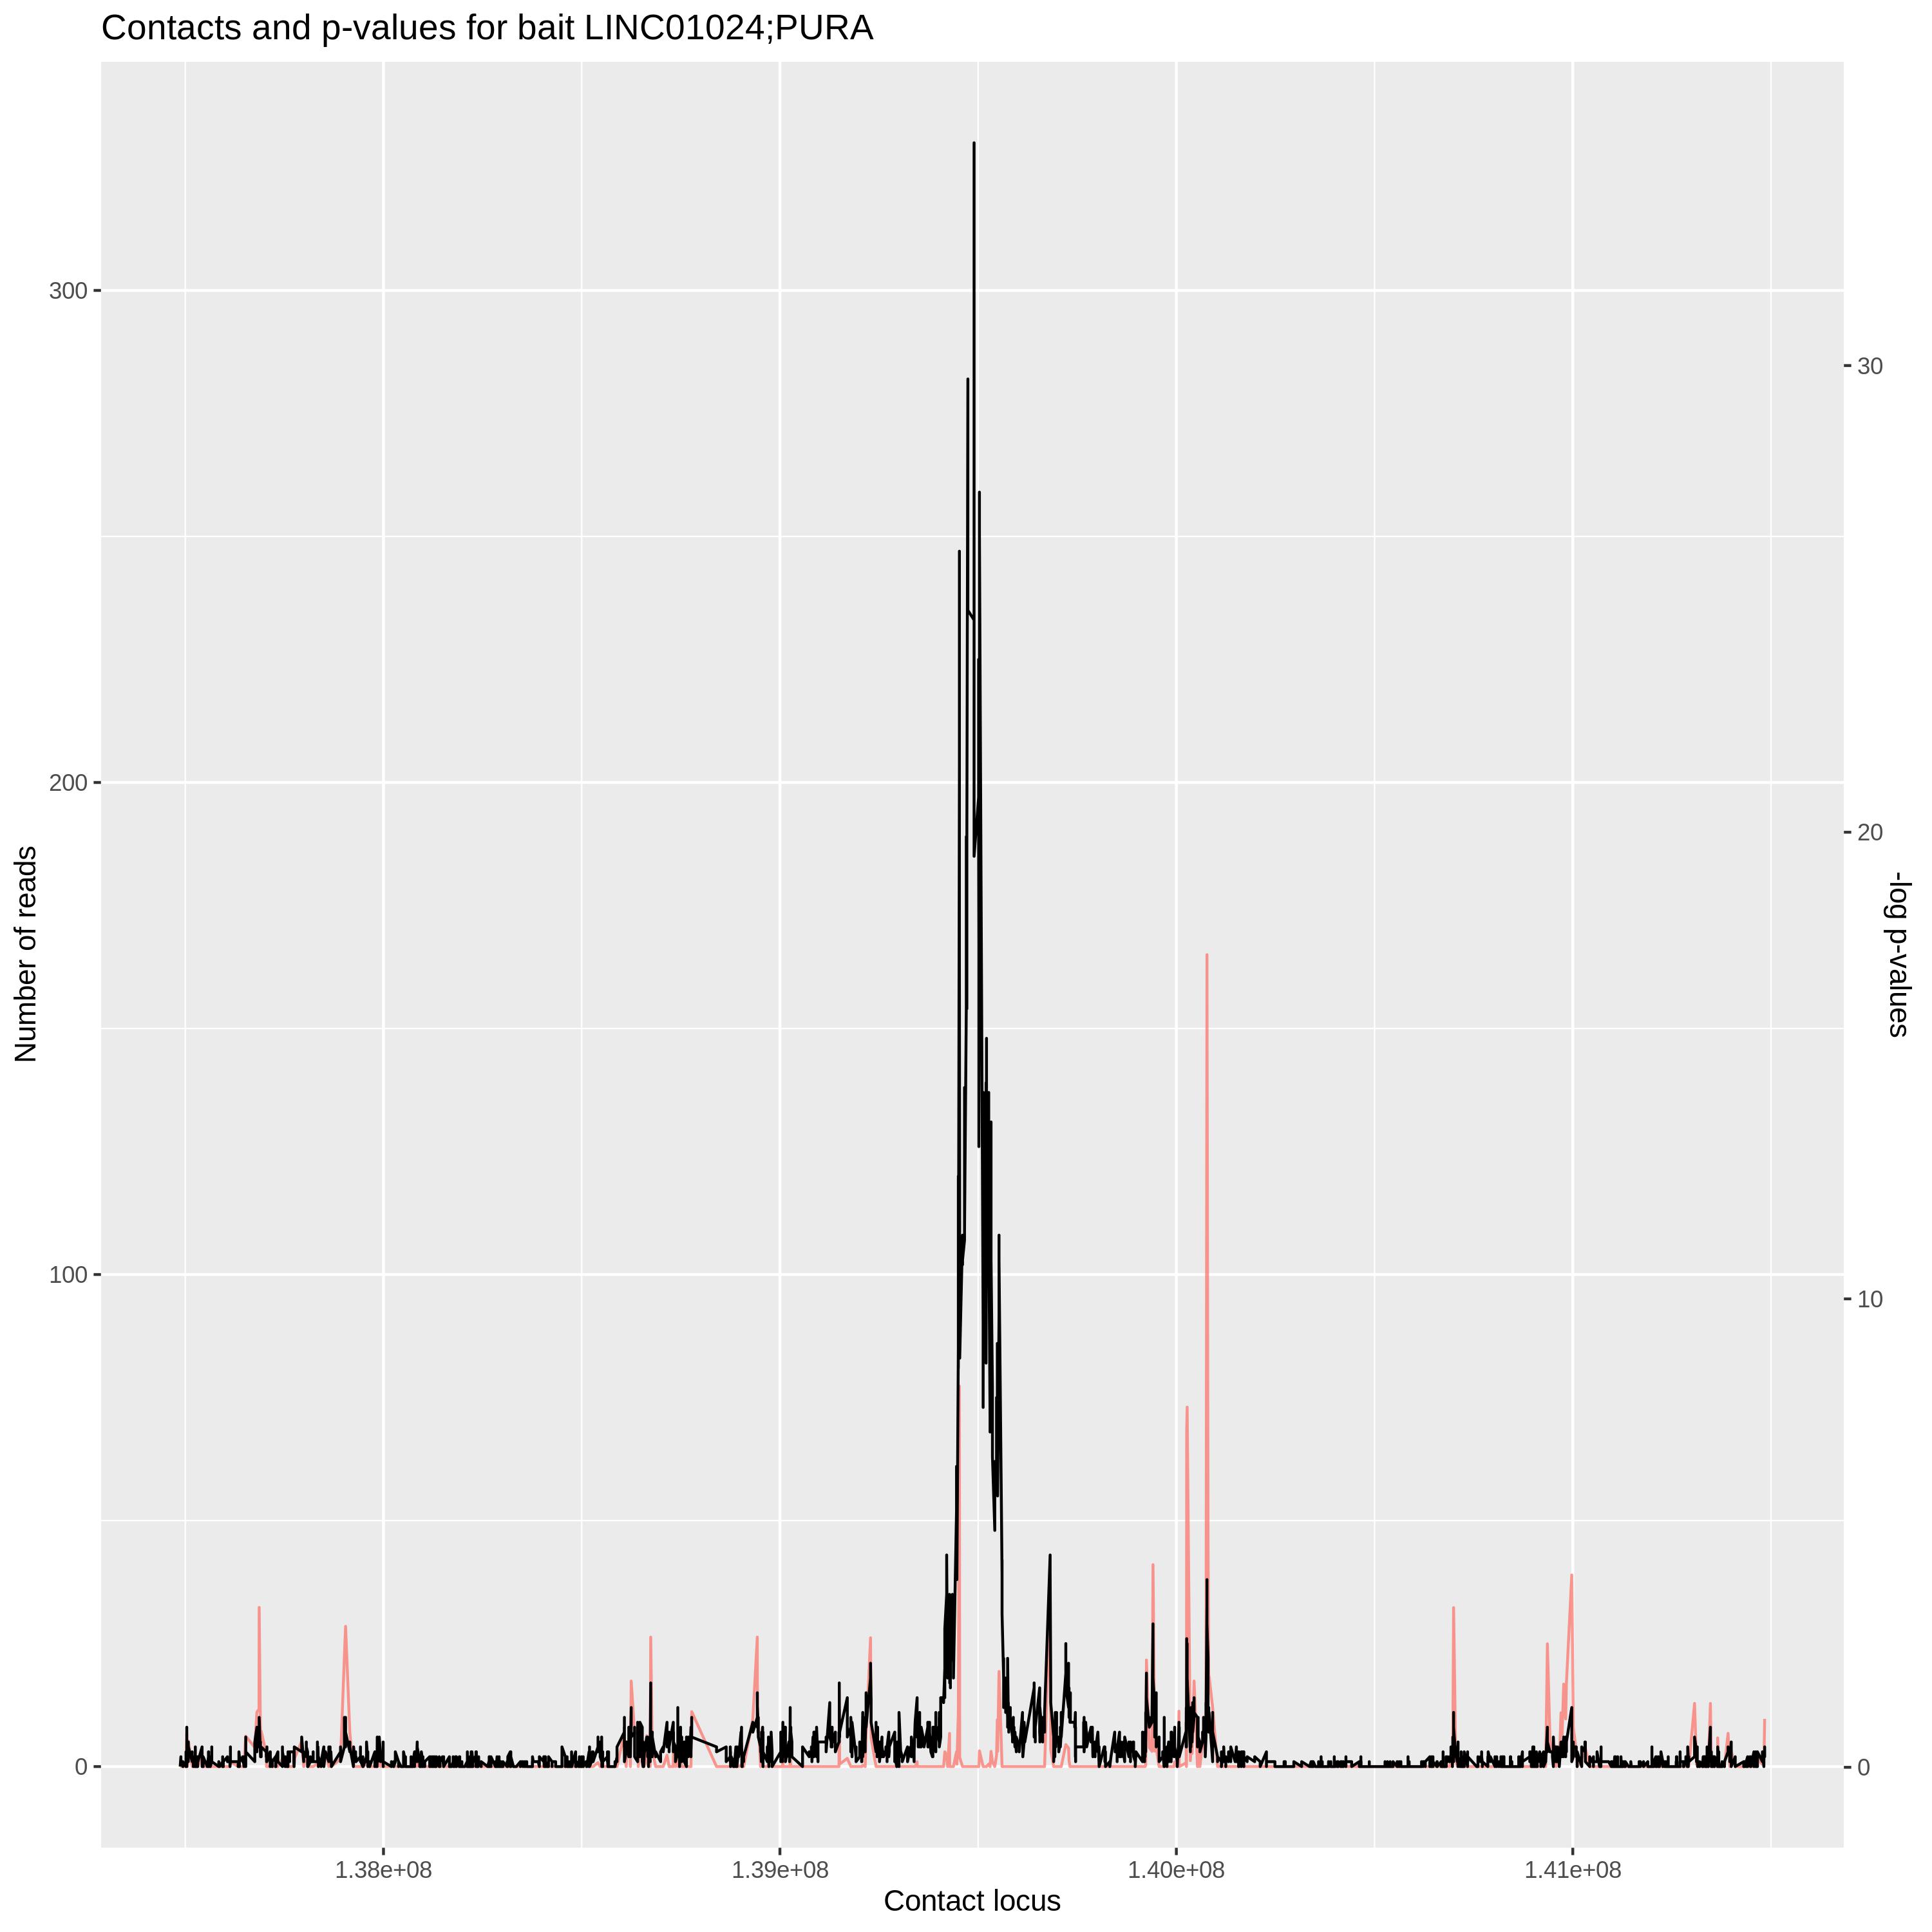 Contacts and p-values for bait LINC01024;PURA
300
200
100
0
Number of reads
30
20
10
0
-log p-values
1.38e+08
1.39e+08
1.40e+08
1.41e+08
Contact locus